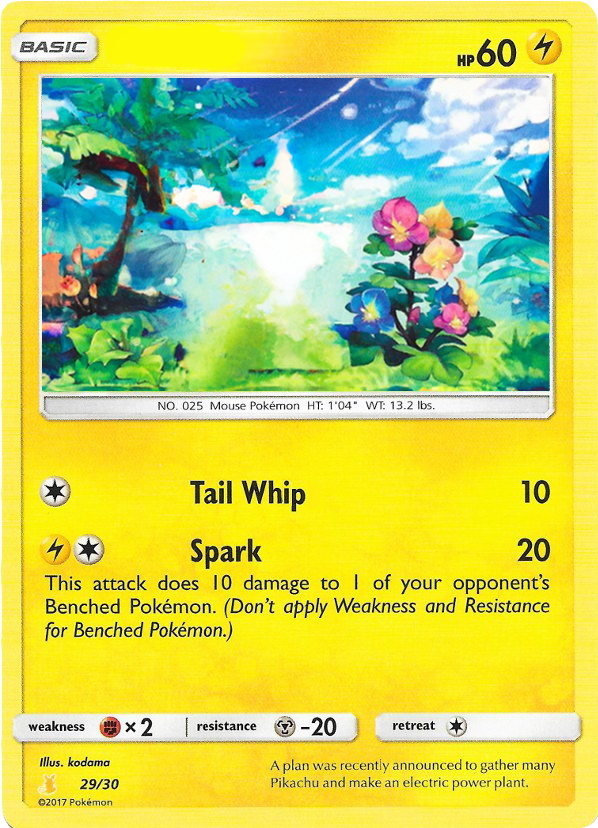 BASIC
HP60
NO. 025 Mouse Pokémon HT: 1'04" WT: 13.2 lbs.
Tail Whip 10
Spark 20
This attack does 10 damage to 1 of your opponent's
Benched Pokémon. (Don't apply Weakness and Resistance
for Benched Pokémon.)
weakness ×2 resistance -20 retreat
Illus. kodama
29/30
©2017 Pokémon
A plan was recently announced to gather many
Pikachu and make an electric power plant.